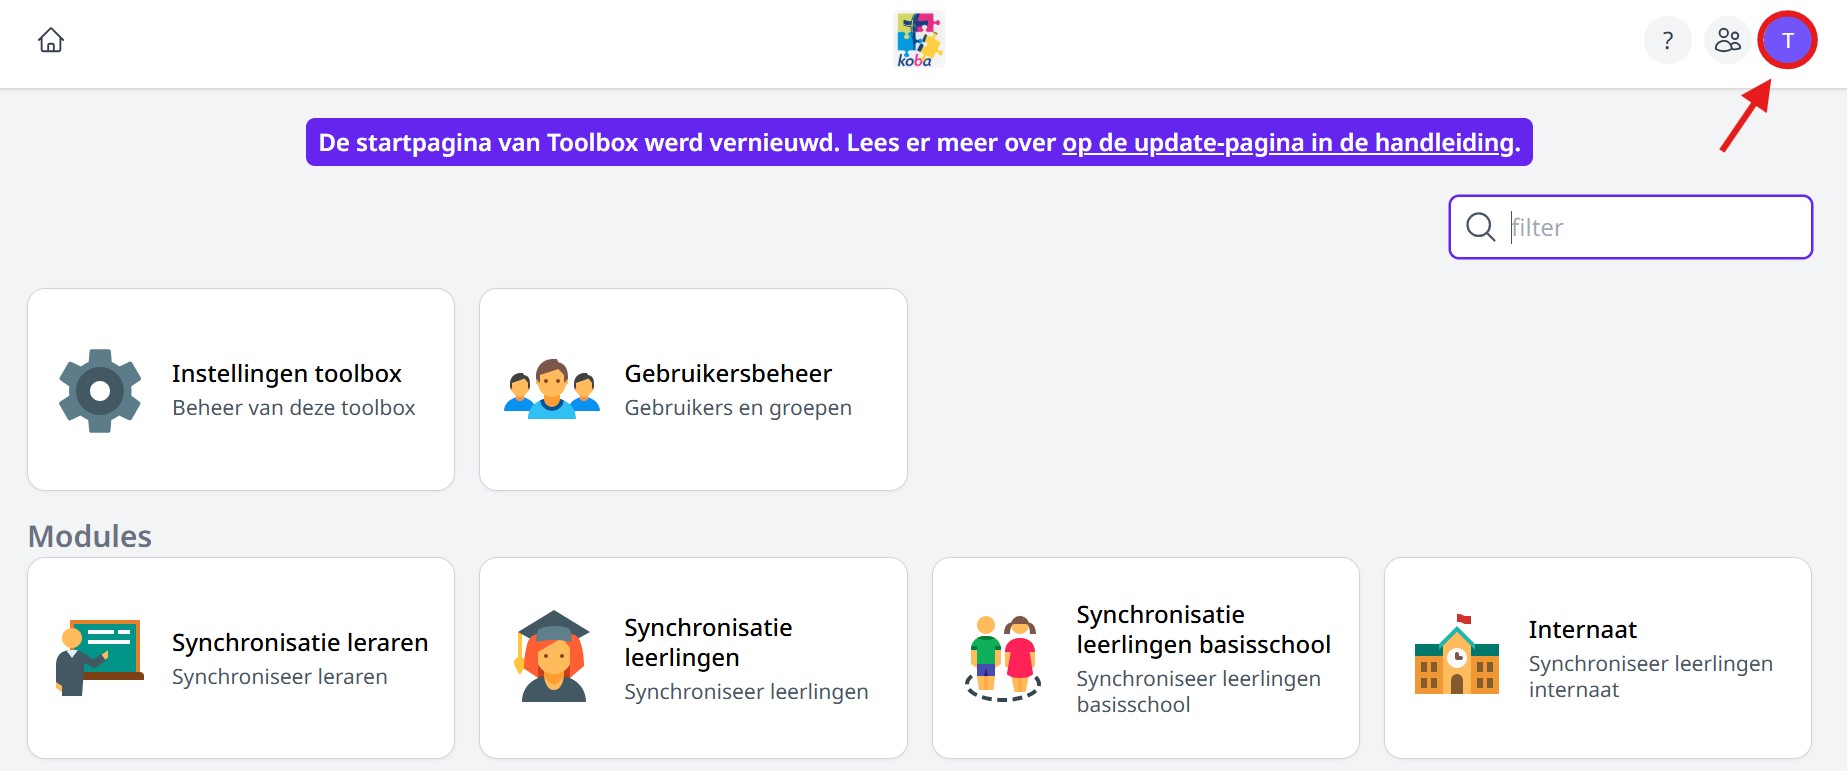 koba
?
T
De startpagina van Toolbox werd vernieuwd. Lees er meer over op de update-pagina in de handleiding.
filter
Instellingen toolbox
Beheer van deze toolbox
Gebruikersbeheer
Gebruikers en groepen
Modules
Synchronisatie leraren
Synchroniseer leraren
Synchronisatie
leerlingen
Synchroniseer leerlingen
Synchronisatie
leerlingen basisschool
Synchroniseer leerlingen
basisschool
Internaat
Synchroniseer leerlingen
internaat